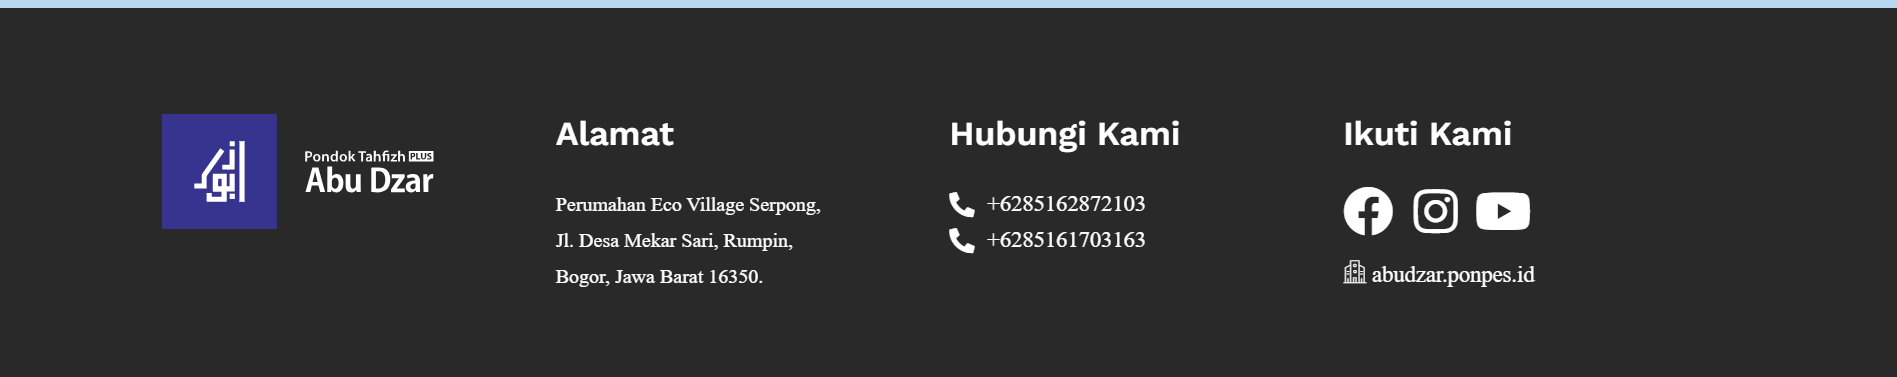 ابوذر
Pondok Tahfizh PLUS
Abu Dzar
Alamat
Perumahan Eco Village Serpong,
Jl. Desa Mekar Sari, Rumpin,
Bogor, Jawa Barat 16350.
Hubungi Kami
+6285162872103
+6285161703163
Ikuti Kami
abudzar.ponpes.id